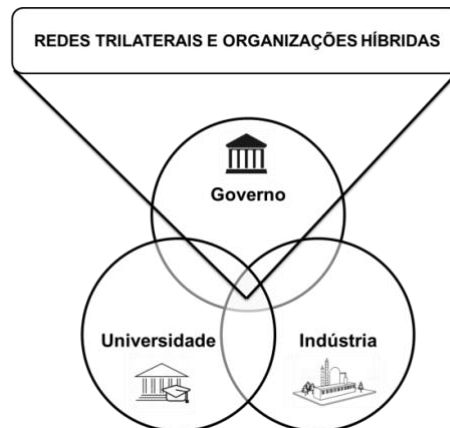 REDES TRILATERAIS E ORGANIZAÇÕES HÍBRIDAS
Governo
Universidade
Indústria